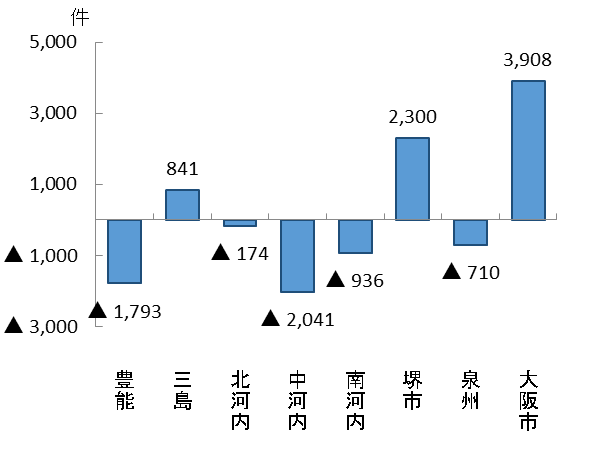 件
5,000
3,000
1,000
▲ 1,000
▲ 3,000
3,908
2,300
841
▲ 174
▲ 710
▲ 936
▲ 1,793
▲ 2,041
豊能
三島
北河内
中河内
南河内
堺市
泉州
大阪市